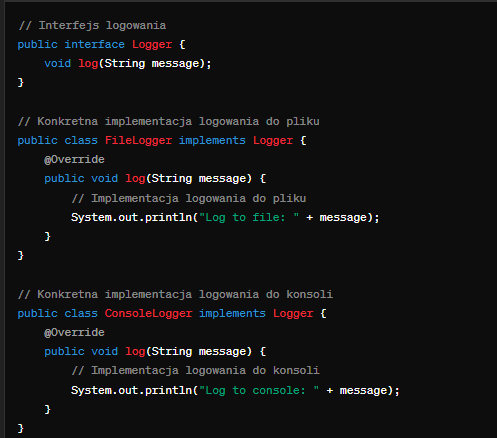 // Interfejs logowania
public interface Logger {
    void log(String message);
}

// Konkretna implementacja logowania do pliku
public class FileLogger implements Logger {
    @Override
    public void log(String message) {
        // Implementacja logowania do pliku
        System.out.println("Log to file: " + message);
    }
}

// Konkretna implementacja logowania do konsoli
public class ConsoleLogger implements Logger {
    @Override
    public void log(String message) {
        // Implementacja logowania do konsoli
        System.out.println("Log to console: " + message);
    }
}